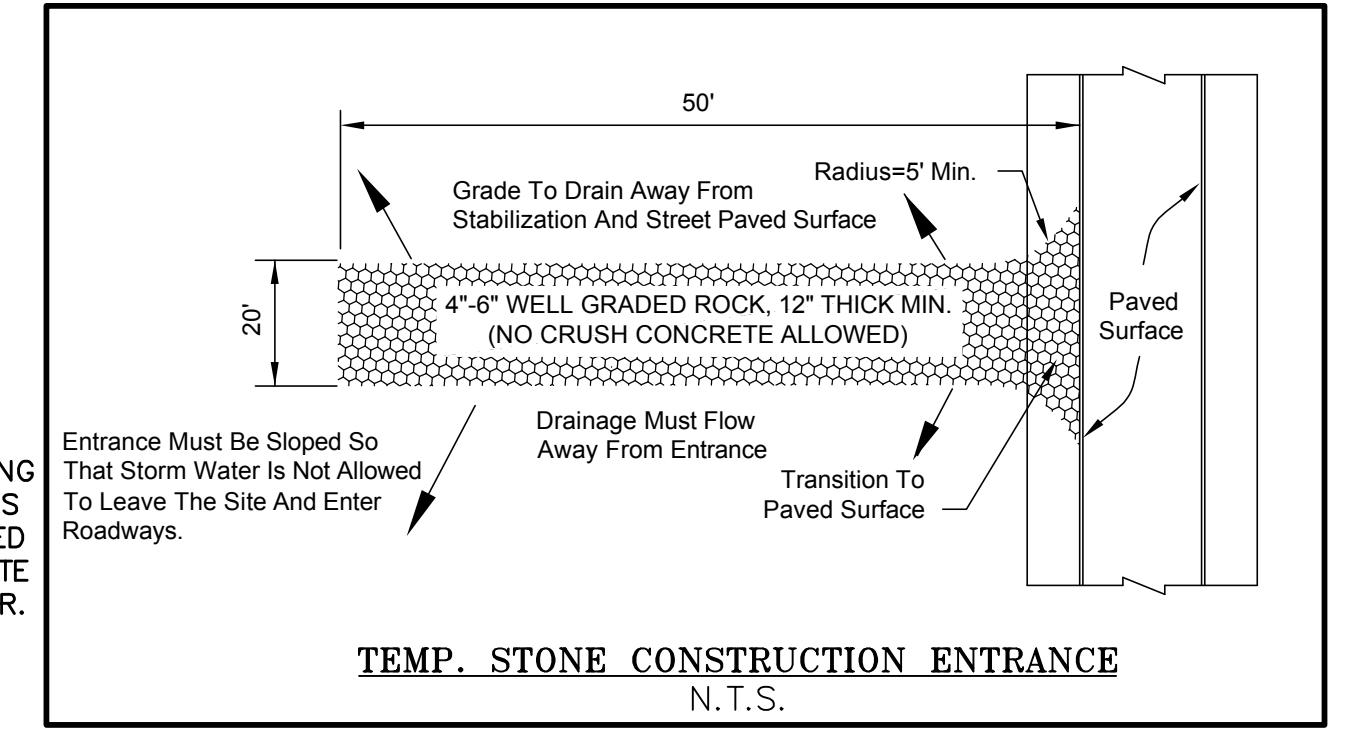 50'
Radius=5' Min.
Grade To Drain Away From
Stabilization And Street Paved Surface
20'
4"-6" WELL GRADED ROCK, 12" THICK MIN.
(NO CRUSH CONCRETE ALLOWED)
Paved
Surface
Drainage Must Flow
Away From Entrance
Entrance Must Be Sloped So
That Storm Water Is Not Allowed
To Leave The Site And Enter
Roadways.
Transition To
Paved Surface
TEMP. STONE CONSTRUCTION ENTRANCE
N.T.S.